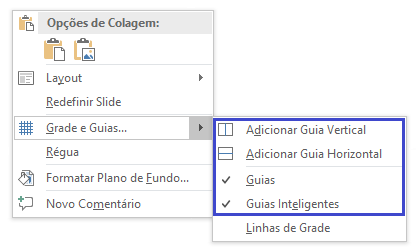 Opções de Colagem:
Layout
Redefinir Slide
Grade e Guias...
Régua
Formatar Plano de Fundo...
Novo Comentário
Adicionar Guia Vertical
Adicionar Guia Horizontal
Guias
Guias Inteligentes
Linhas de Grade